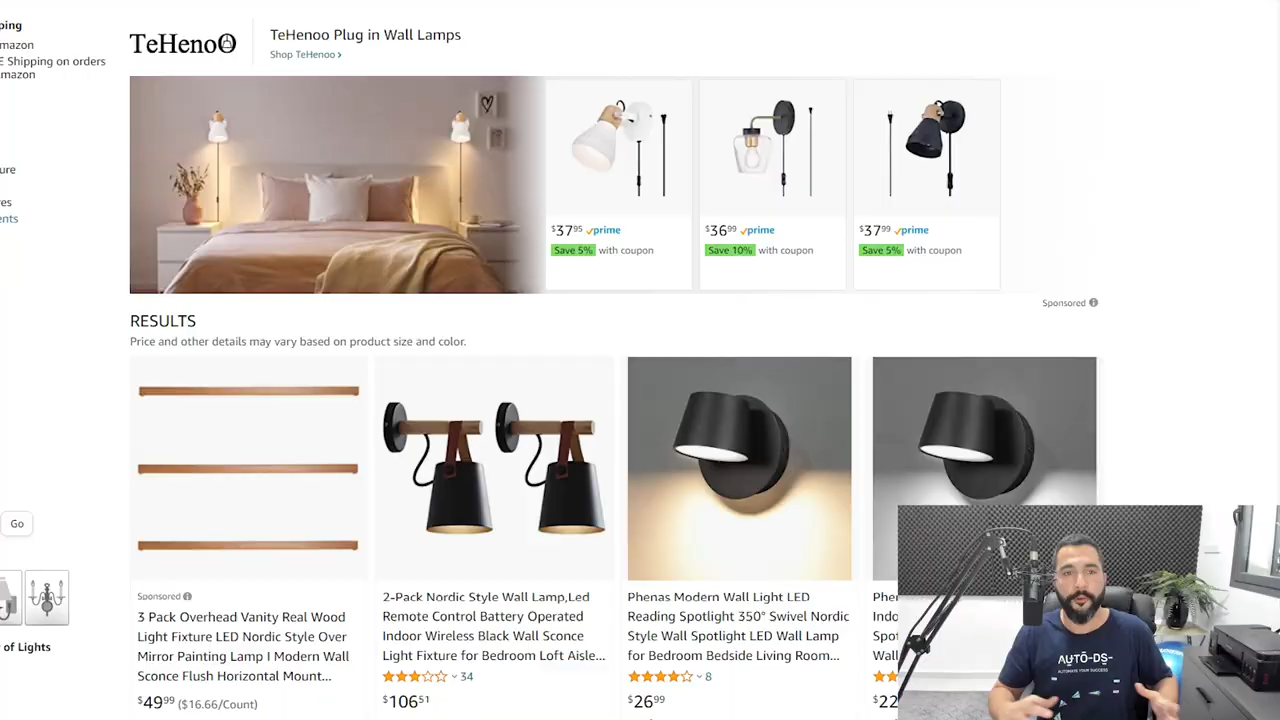 ping
mazon
E Shipping on orders
mazon
ure
es
ents
Go
of Lights
TeHenoo
TeHenoo Plug in Wall Lamps
Shop TeHenoo ›
$37 95 prime
Save 5% with coupon
$36 99 prime
Save 10% with coupon
$37 99 prime
Save 5% with coupon
Sponsored
RESULTS
Price and other details may vary based on product size and color.
Sponsored
3 Pack Overhead Vanity Real Wood
Light Fixture LED Nordic Style Over
Mirror Painting Lamp I Modern Wall
Sconce Flush Horizontal Mount...
$49 99 ($16.66/Count)
2-Pack Nordic Style Wall Lamp,Led
Remote Control Battery Operated
Indoor Wireless Black Wall Sconce
Light Fixture for Bedroom Loft Aisle...
34
$106 51
Phenas Modern Wall Light LED
Reading Spotlight 350° Swivel Nordic
Style Wall Spotlight LED Wall Lamp
for Bedroom Bedside Living Room...
8
$26 99
Phe
Indo
Spot
Wall
$22
AUTO-DS-
AUTOMATE YOUR SUCCESS